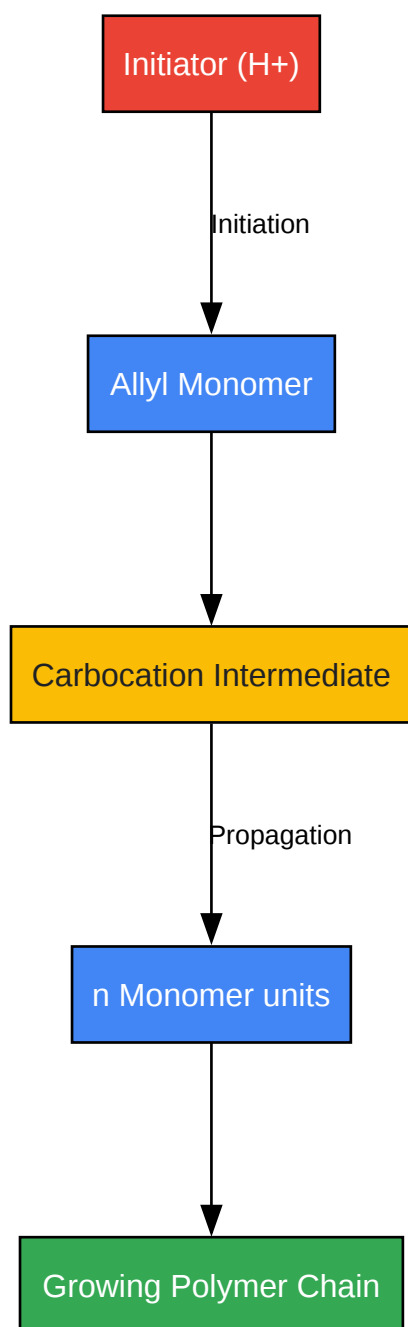 Initiator (H+)
Initiation
Allyl Monomer
Carbocation Intermediate
Propagation
n Monomer units
Growing Polymer Chain